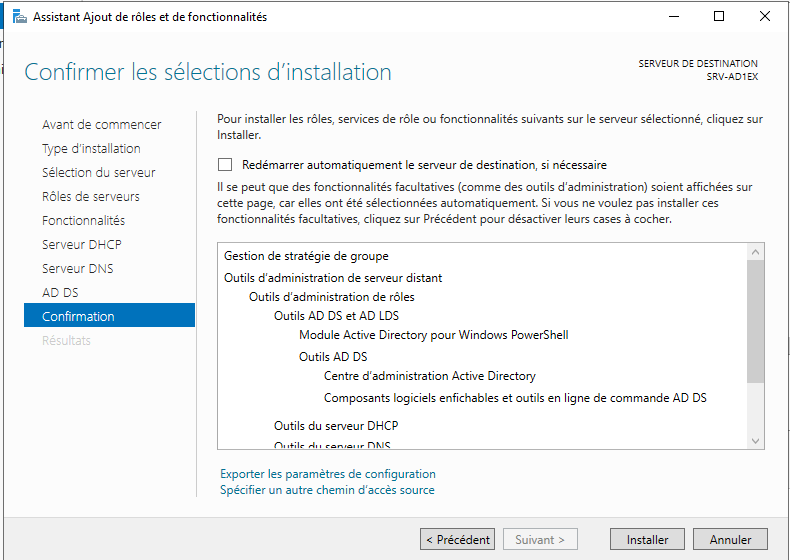 Assistant Ajout de rôles et de fonctionnalités
Confirmer les sélections d'installation
SERVEUR DE DESTINATION
SRV-AD1EX
Avant de commencer
Type d'installation
Sélection du serveur
Rôles de serveurs
Fonctionnalités
Serveur DHCP
Serveur DNS
AD DS
Confirmation
Résultats
Pour installer les rôles, services de rôle ou fonctionnalités suivants sur le serveur sélectionné, cliquez sur
Installer.
Redémarrer automatiquement le serveur de destination, si nécessaire
Il se peut que des fonctionnalités facultatives (comme des outils d'administration) soient affichées sur
cette page, car elles ont été sélectionnées automatiquement. Si vous ne voulez pas installer ces
fonctionnalités facultatives, cliquez sur Précédent pour désactiver leurs cases à cocher.
Gestion de stratégie de groupe
Outils d'administration de serveur distant
Outils d'administration de rôles
Outils AD DS et AD LDS
Module Active Directory pour Windows PowerShell
Outils AD DS
Centre d'administration Active Directory
Composants logiciels enfichables et outils en ligne de commande AD DS
Outils du serveur DHCP
Outils du serveur DNS
Exporter les paramètres de configuration
Spécifier un autre chemin d'accès source
< Précédent
Suivant >
Installer
Annuler